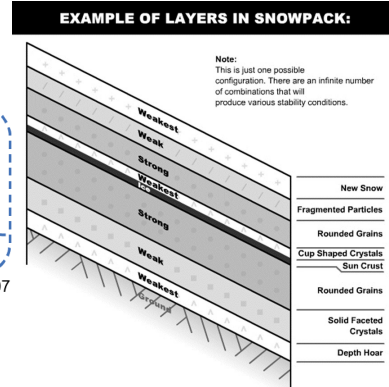 EXAMPLE OF LAYERS IN SNOWPACK:
Note:
This is just one possible
configuration. There are an infinite number
of combinations that will
produce various stability conditions.
Weakest
Weak
Strong
Weakest
Strong
Weak
Weakest
Ground
New Snow
Fragmented Particles
Rounded Grains
Cup Shaped Crystals
Sun Crust
Rounded Grains
Solid Faceted
Crystals
Depth Hoar